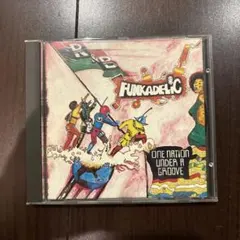 R&B
FUNKADELIC
ONE NATION
UNDER A
GROOVE